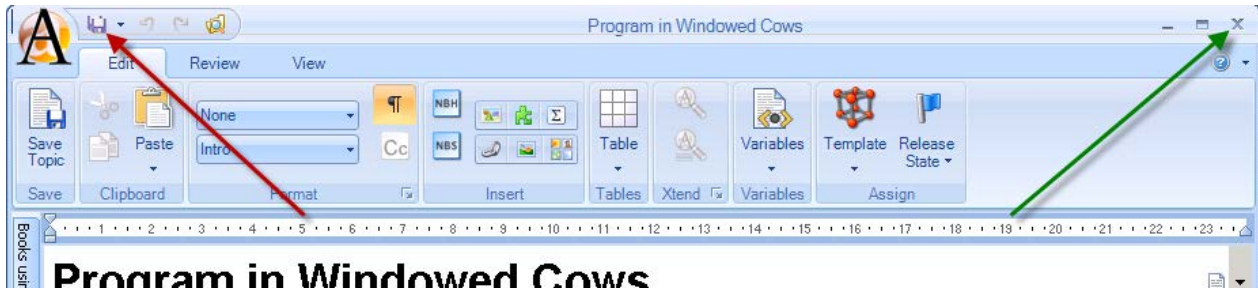 A
Program in Windowed Cows
Edit Review View
None
Intro
¶
Cc
NBH
NBS
Σ
Save Topic
Paste
Table
Variables
Template
Release State
Save Clipboard Format Insert Tables Xtend Variables Assign
1 2 3 4 5 6 7 8 9 10 11 12 13 14 15 16 17 18 19 20 21 22 23
Books usin
Program in Windowed Cows